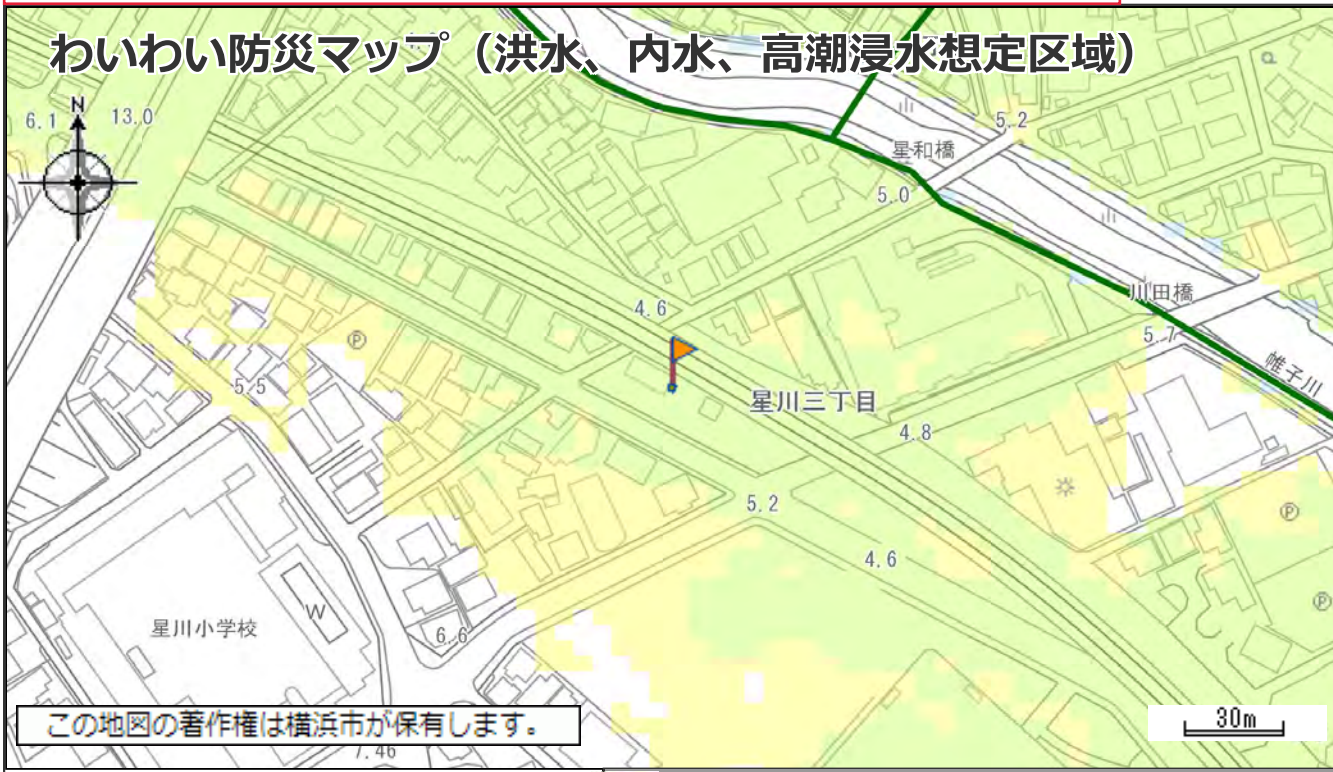 わいわい防災マップ（洪水、内水、高潮浸水想定区域）
N
6.1
13.0
5.2
星和橋
5.0
川田橋
4.6
5.7
帷子川
P
5.5
星川三丁目
4.8
5.2
P
4.6
W
星川小学校
6.6
P
この地図の著作権は横浜市が保有します。
30m
7.46